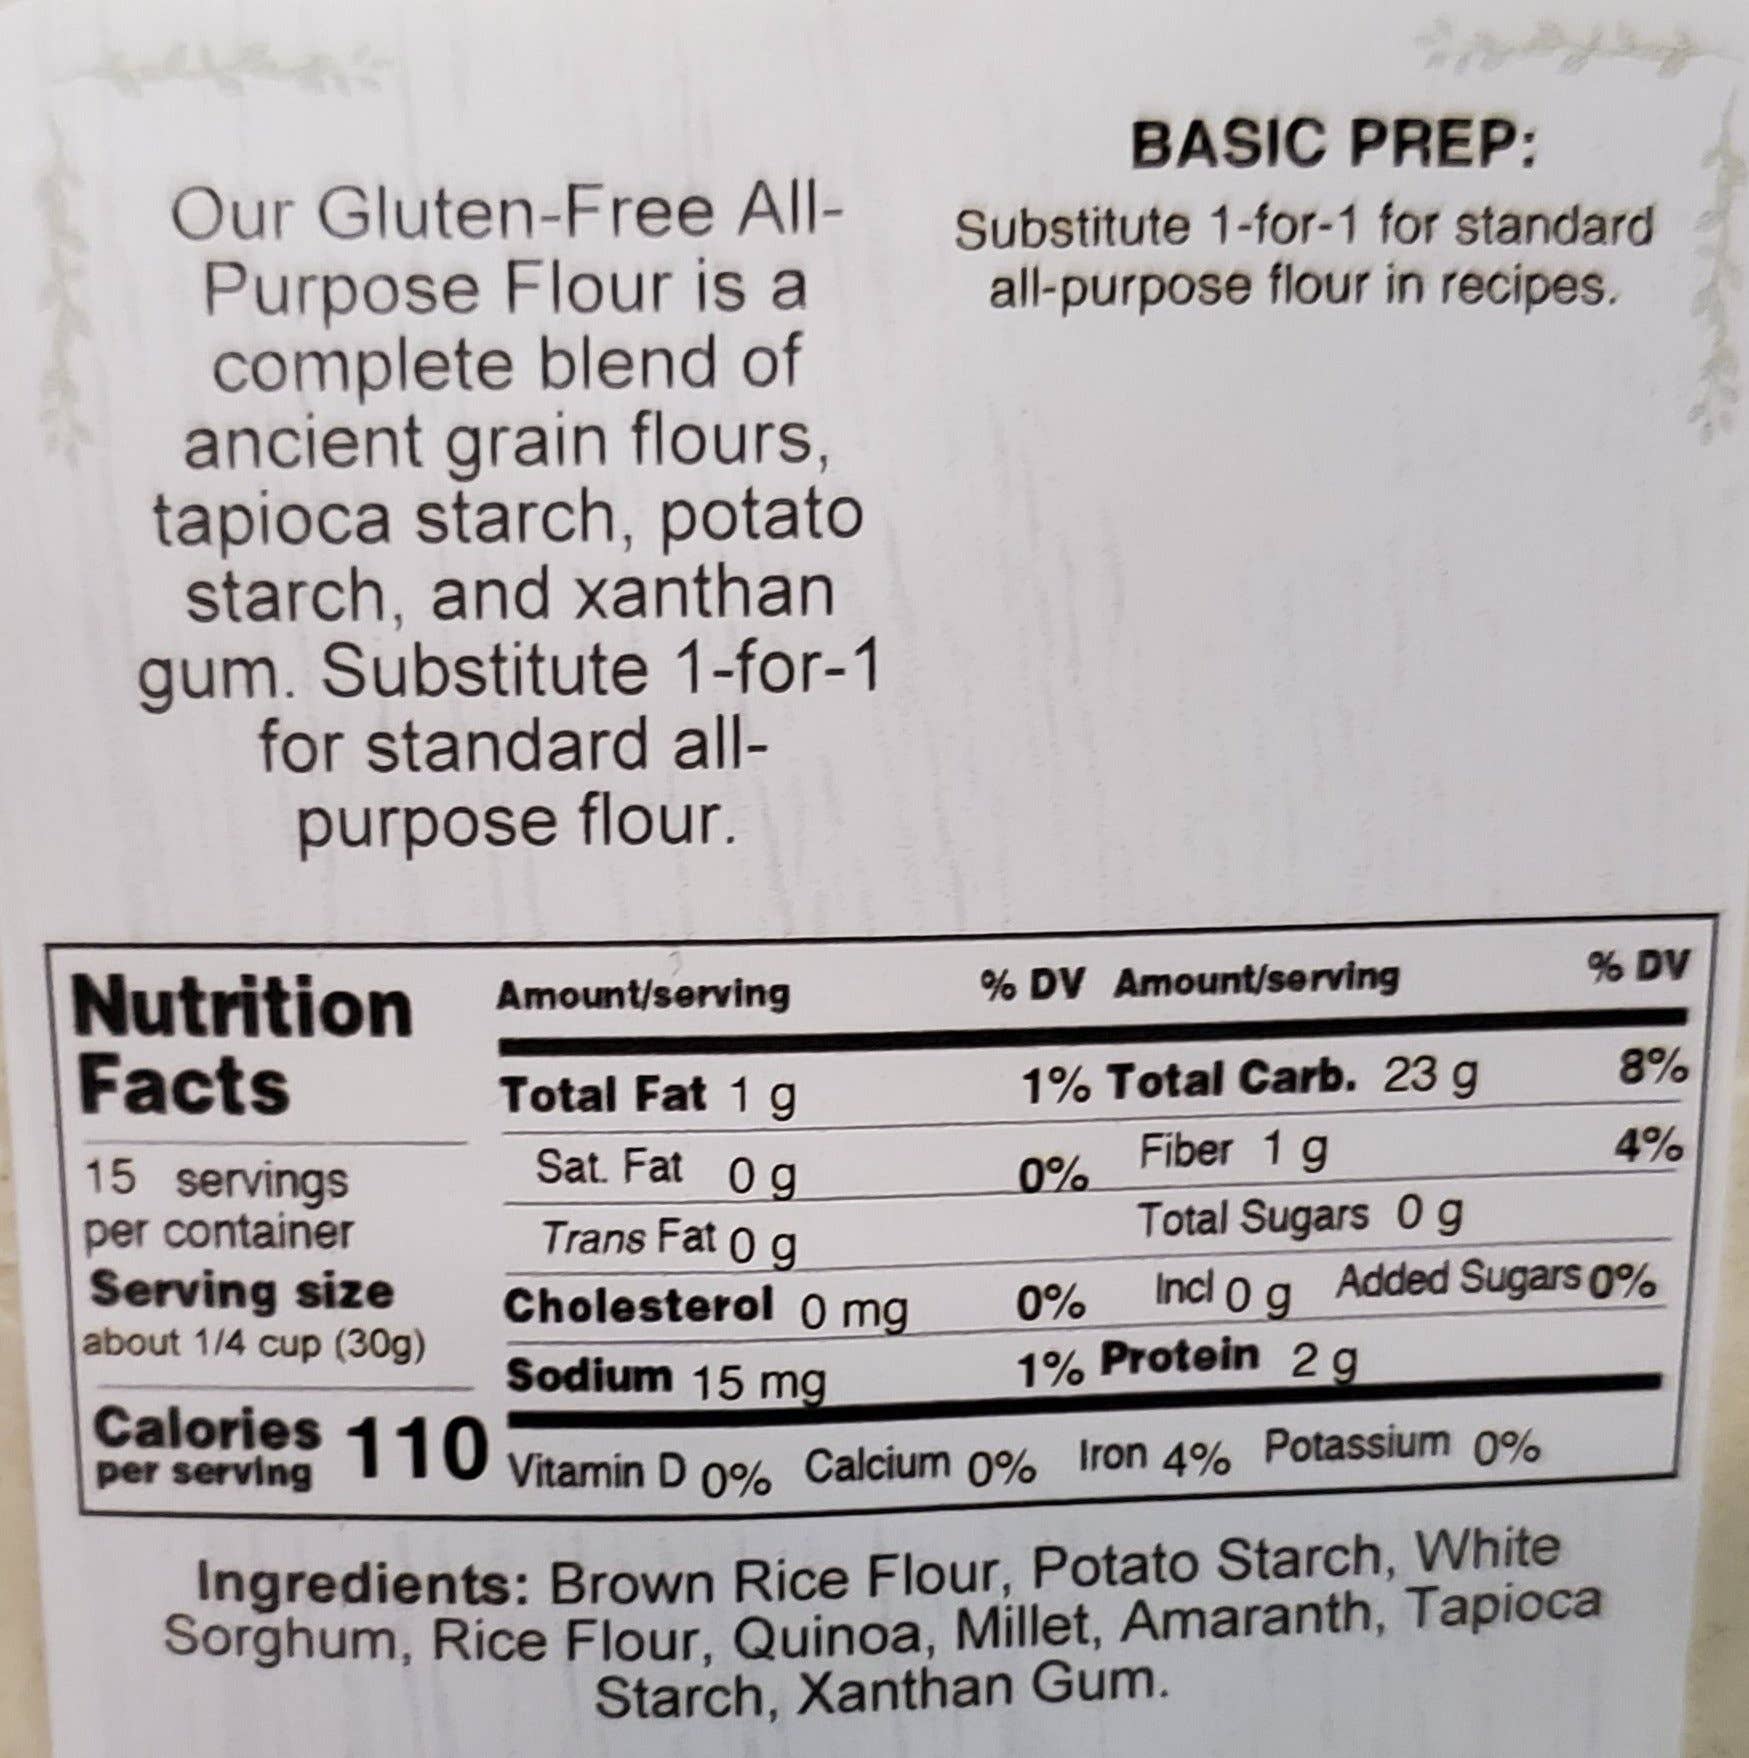 Our Gluten-Free All-
Purpose Flour is a
complete blend of
ancient grain flours,
tapioca starch, potato
starch, and xanthan
gum. Substitute 1-for-1
for standard all-
purpose flour.
BASIC PREP:
Substitute 1-for-1 for standard
all-purpose flour in recipes.
Nutrition
Facts
15 servings
per container
Serving size
about 1/4 cup (30g)
Calories 110
per serving
Amount/serving % DV Amount/serving % DV
Total Fat 1 g 1% Total Carb. 23 g 8%
Sat. Fat 0 g 0% Fiber 1 g 4%
Trans Fat 0 g Total Sugars 0 g
Cholesterol 0 mg 0% Incl 0 g Added Sugars 0%
Sodium 15 mg 1% Protein 2 g
Vitamin D 0% Calcium 0% Iron 4% Potassium 0%
Ingredients: Brown Rice Flour, Potato Starch, White
Sorghum, Rice Flour, Quinoa, Millet, Amaranth, Tapioca
Starch, Xanthan Gum.